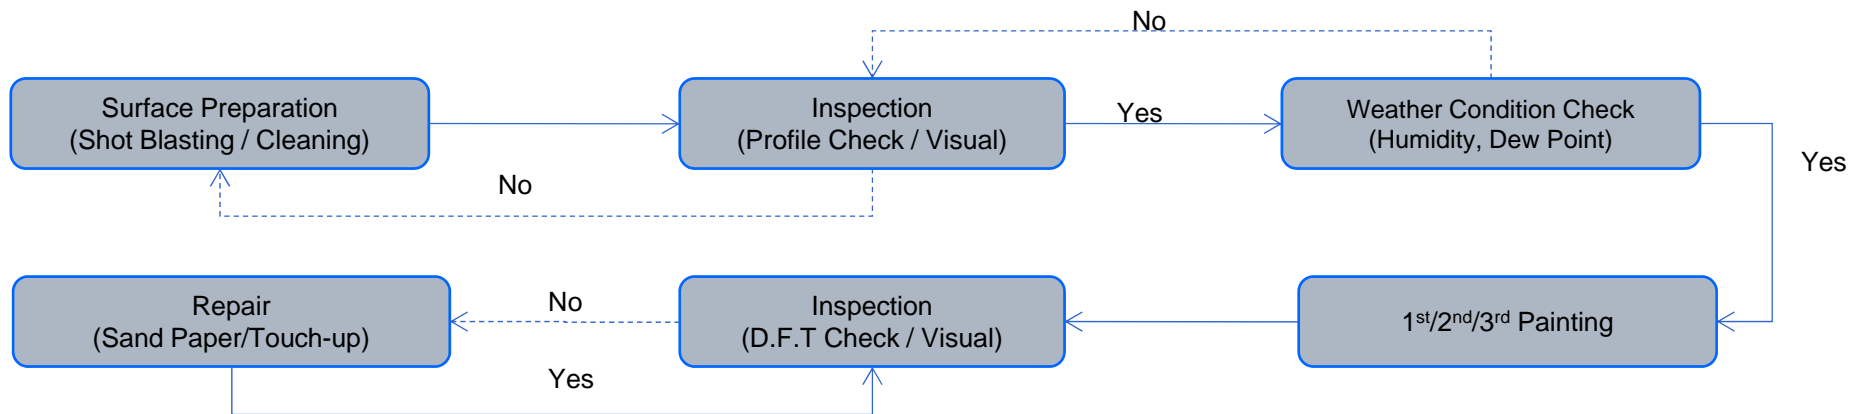 No
Surface Preparation
(Shot Blasting / Cleaning)
Inspection
(Profile Check / Visual)
Yes
Weather Condition Check
(Humidity, Dew Point)
Yes
No
Repair
(Sand Paper/Touch-up)
No
Inspection
(D.F.T Check / Visual)
1st/2nd/3rd Painting
Yes